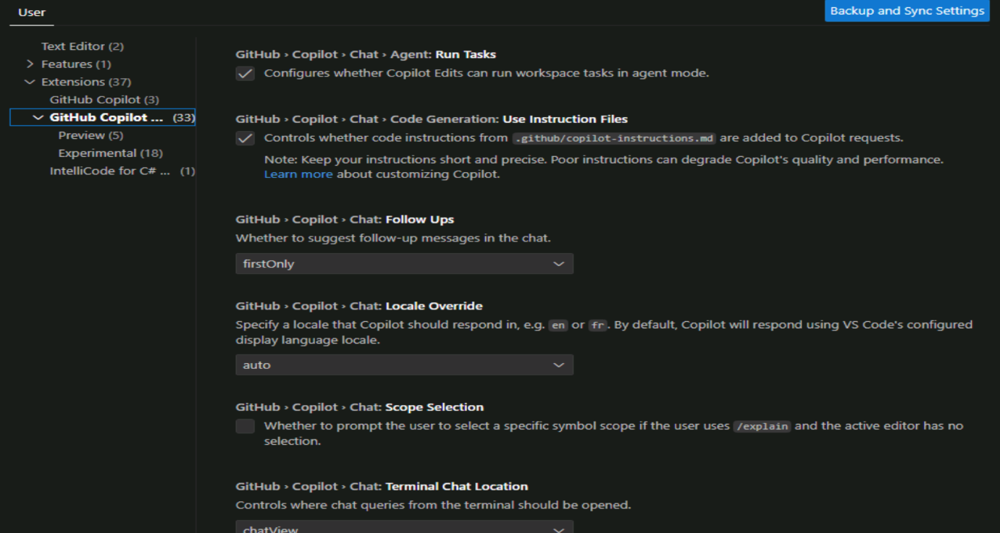 User
Backup and Sync Settings
Text Editor (2)
Features (1)
Extensions (37)
GitHub Copilot (3)
GitHub Copilot ... (33)
Preview (5)
Experimental (18)
IntelliCode for C# ... (1)
GitHub › Copilot › Chat › Agent: Run Tasks
Configures whether Copilot Edits can run workspace tasks in agent mode.
GitHub › Copilot › Chat › Code Generation: Use Instruction Files
Controls whether code instructions from .github/copilot-instructions.md are added to Copilot requests.
Note: Keep your instructions short and precise. Poor instructions can degrade Copilot's quality and performance.
Learn more about customizing Copilot.
GitHub › Copilot › Chat: Follow Ups
Whether to suggest follow-up messages in the chat.
firstOnly
GitHub › Copilot › Chat: Locale Override
Specify a locale that Copilot should respond in, e.g. en or fr. By default, Copilot will respond using VS Code's configured
display language locale.
auto
GitHub › Copilot › Chat: Scope Selection
Whether to prompt the user to select a specific symbol scope if the user uses /explain and the active editor has no
selection.
GitHub › Copilot › Chat: Terminal Chat Location
Controls where chat queries from the terminal should be opened.
chatView